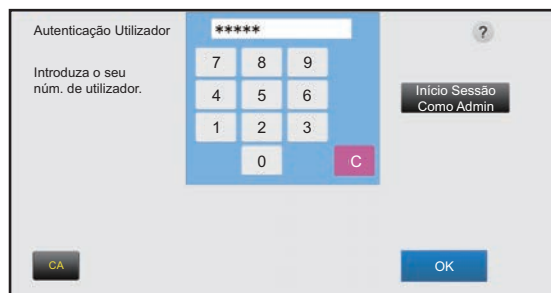 Autenticação Utilizador
*****
?
Introduza o seu
núm. de utilizador.
7 8 9
4 5 6
1 2 3
0 C
Início Sessão
Como Admin
CA
OK